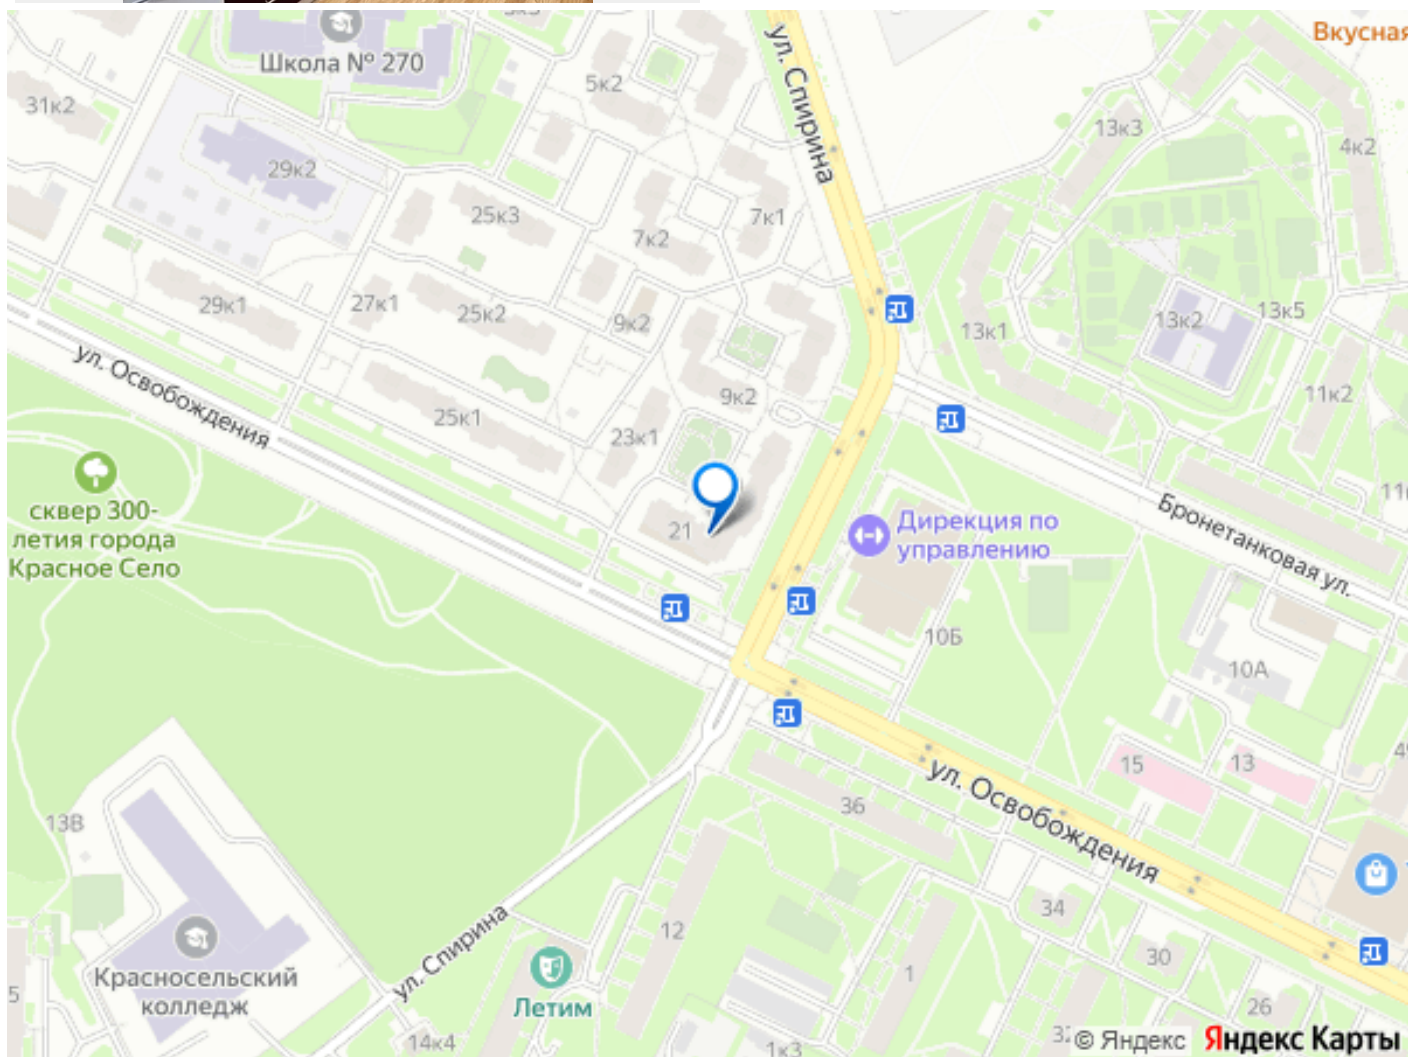 Вкусная
Школа № 270
5к2
ул. Спирина
31к2
13к3
4к2
29к2
25к3
7к1
7к2
29к1
27к1
25к2
9к2
13к1
13к2
13к5
ул. Освобождения
11к2
9к2
25к1
23к1
сквер 300-
летия города
Красное Село
21
Дирекция по
управлению
Бронетанковая ул.
10Б
10А
15
13
36
ул. Освобождения
13В
34
12
30
1
ул. Спирина
Красносельский
колледж
Летим
26
14к4
1к3
© Яндекс
Яндекс Карты